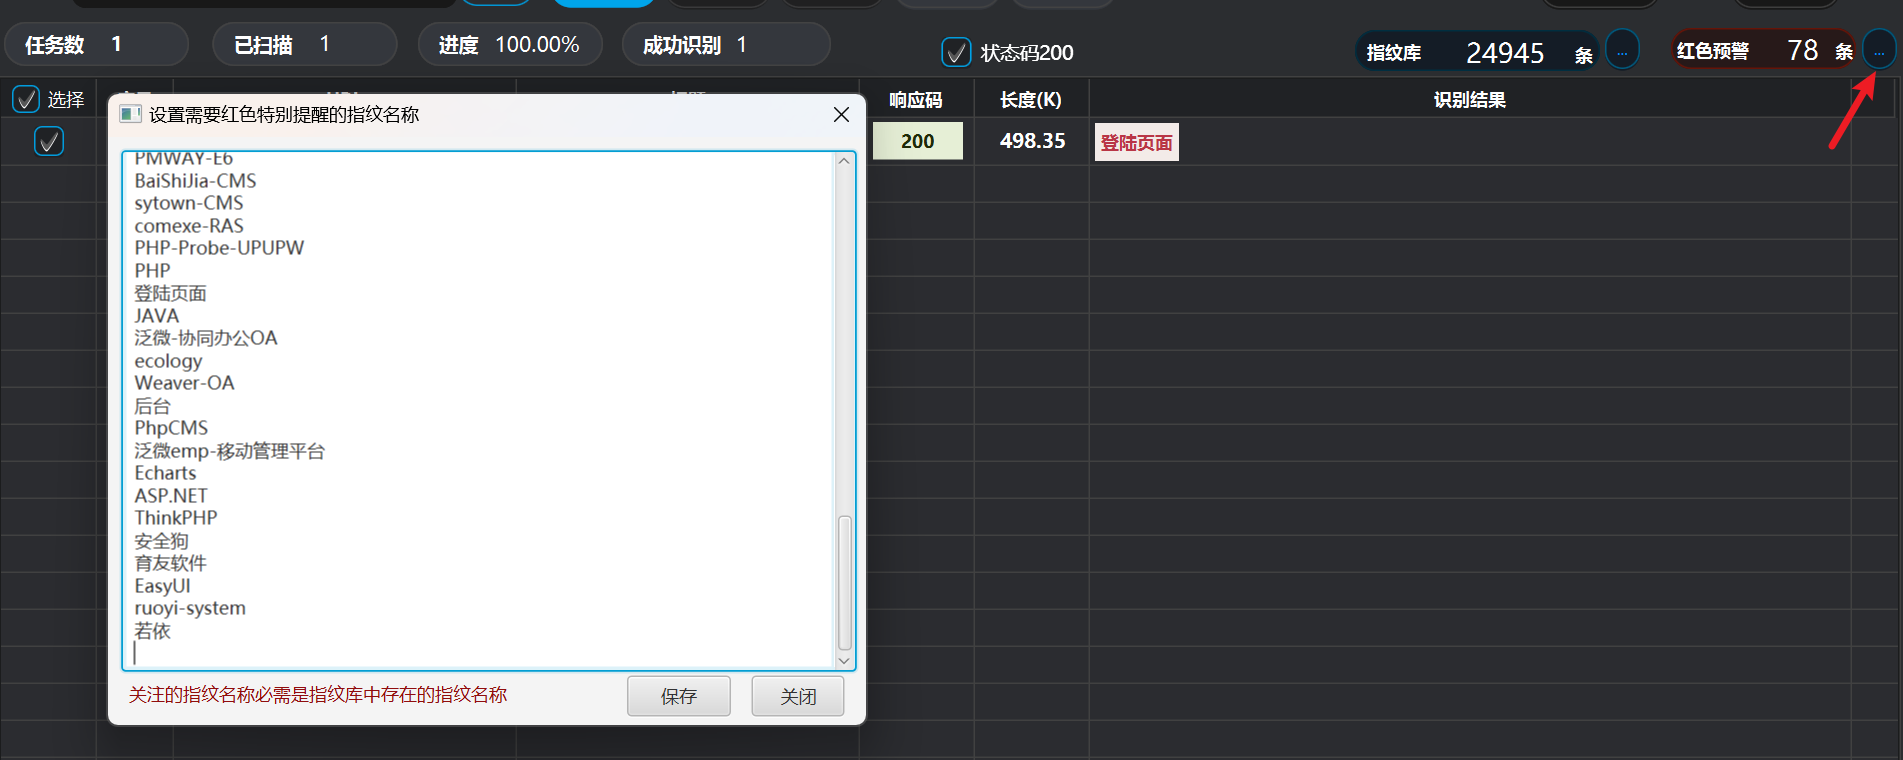 任务数 1 已扫描 1 进度 100.00% 成功识别 1 状态码200 指纹库 24945 条 ... 红色预警 78 条 ...
选择 响应码 长度(K) 识别结果
200 498.35 登陆页面
设置需要红色特别提醒的指纹名称
PMWAY-E6
BaiShiJia-CMS
sytown-CMS
comexe-RAS
PHP-Probe-UPUPW
PHP
登陆页面
JAVA
泛微-协同办公OA
ecology
Weaver-OA
后台
PhpCMS
泛微emp-移动管理平台
Echarts
ASP.NET
ThinkPHP
安全狗
育友软件
EasyUI
ruoyi-system
若依
关注的指纹名称必需是指纹库中存在的指纹名称 保存 关闭